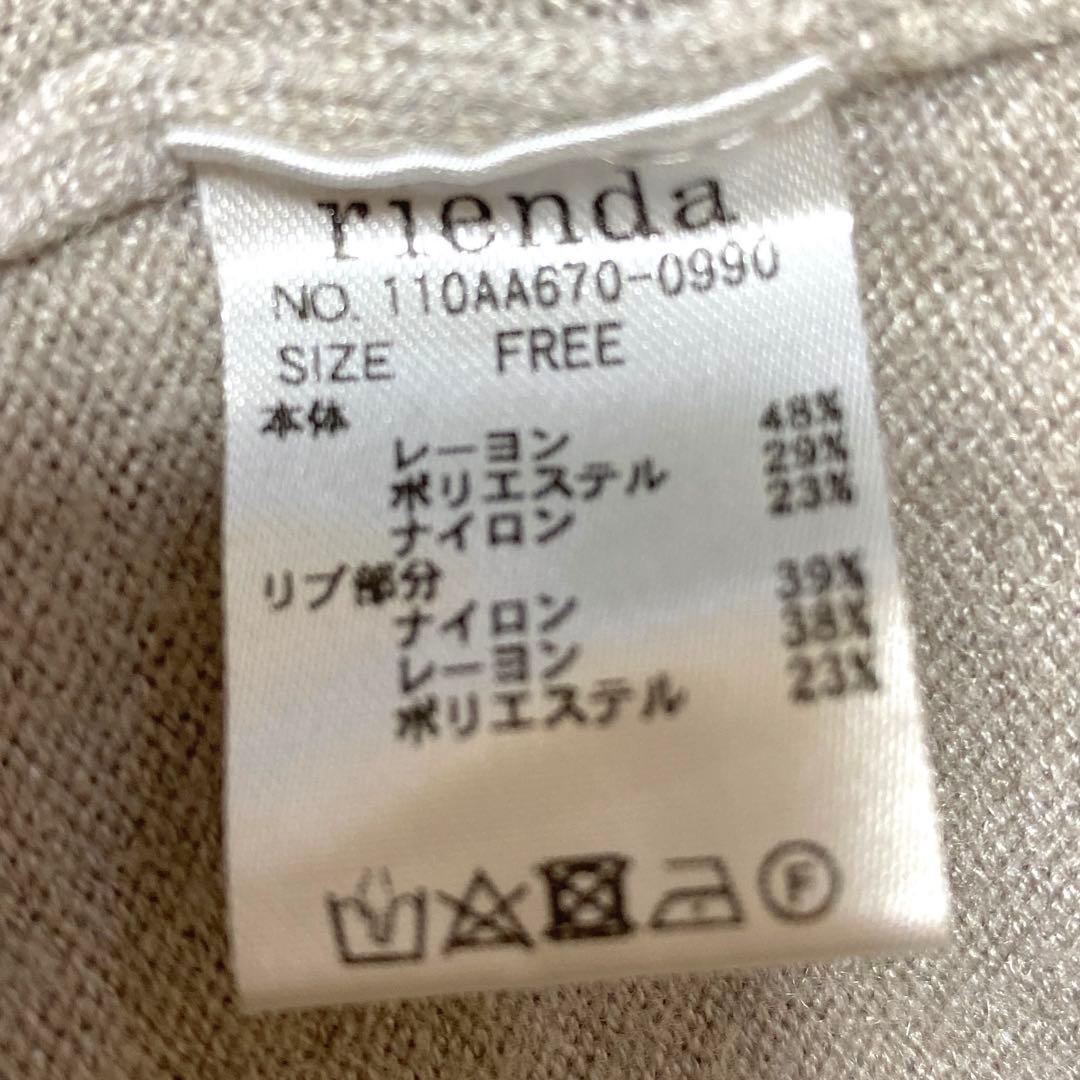 rienda
NO. 110AA670-0990
SIZE FREE
本体
レーヨン 48%
ポリエステル 29%
ナイロン 23%
リブ部分
ナイロン 39%
レーヨン 38%
ポリエステル 23%
F